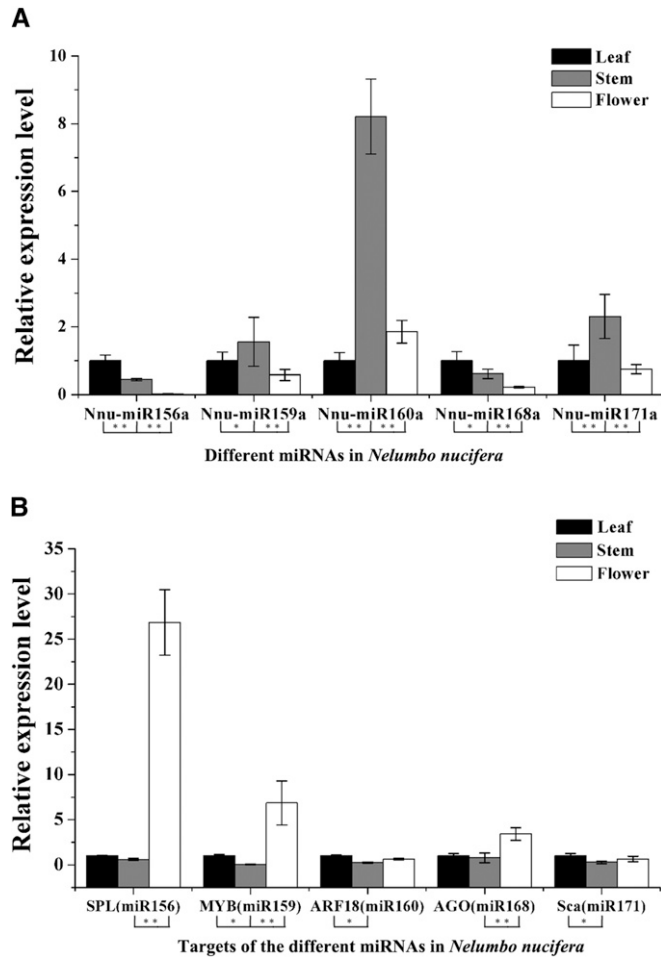 A
Leaf
Stem
Flower
Relative expression level
10
8
6
4
2
0
Nnu-miR156a Nnu-miR159a Nnu-miR160a Nnu-miR168a Nnu-miR171a
** ** * ** ** ** * ** ** **
Different miRNAs in Nelumbo nucifera
B
Leaf
Stem
Flower
Relative expression level
35
30
25
20
15
10
5
0
SPL(miR156) MYB(miR159) ARF18(miR160) AGO(miR168) Sca(miR171)
** * ** * ** *
Targets of the different miRNAs in Nelumbo nucifera